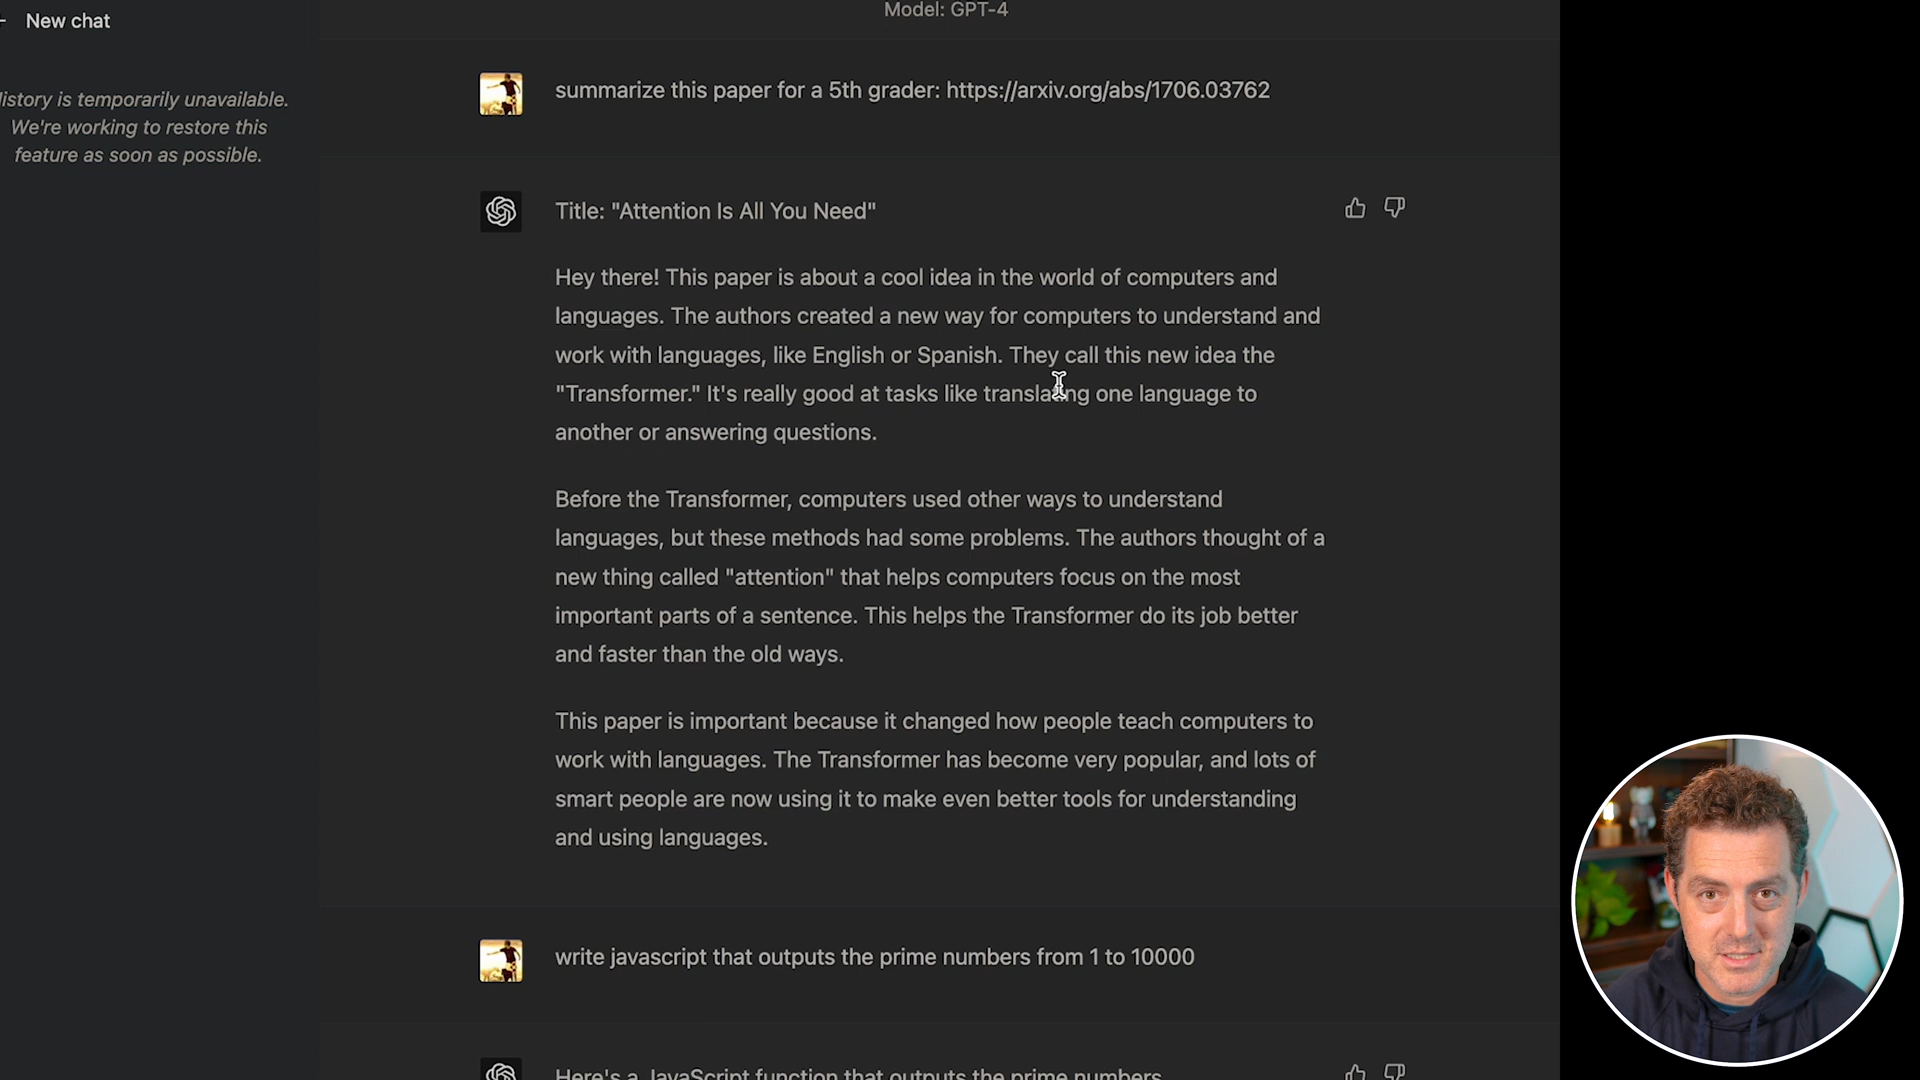 Model: GPT-4
New chat
istory is temporarily unavailable.
We're working to restore this
feature as soon as possible.
summarize this paper for a 5th grader: https://arxiv.org/abs/1706.03762
Title: "Attention Is All You Need"
Hey there! This paper is about a cool idea in the world of computers and
languages. The authors created a new way for computers to understand and
work with languages, like English or Spanish. They call this new idea the
"Transformer." It's really good at tasks like translating one language to
another or answering questions.
Before the Transformer, computers used other ways to understand
languages, but these methods had some problems. The authors thought of a
new thing called "attention" that helps computers focus on the most
important parts of a sentence. This helps the Transformer do its job better
and faster than the old ways.
This paper is important because it changed how people teach computers to
work with languages. The Transformer has become very popular, and lots of
smart people are now using it to make even better tools for understanding
and using languages.
write javascript that outputs the prime numbers from 1 to 10000
Here's a JavaScript function that outputs the prime numbers